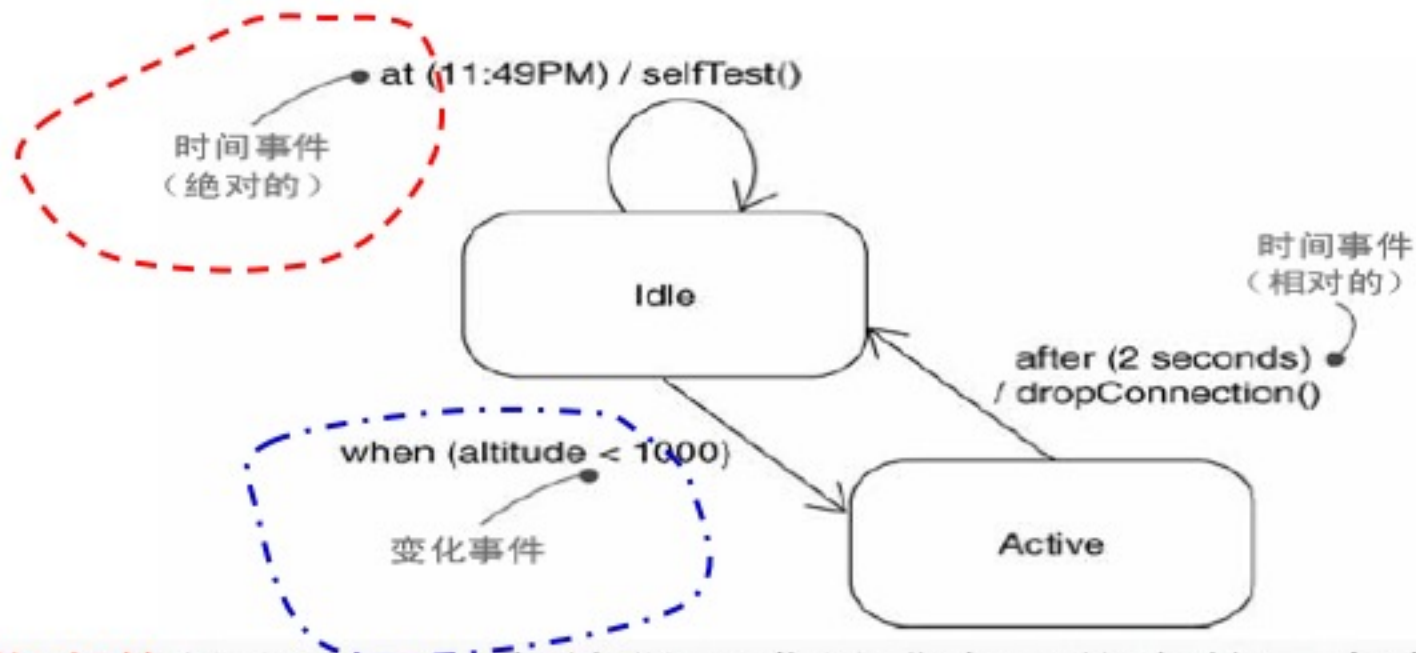 at (11:49PM) / selfTest()
时间事件
（绝对的）
Idle
时间事件
（相对的）
after (2 seconds)
/ dropConnection()
when (altitude < 1000)
变化事件
Active